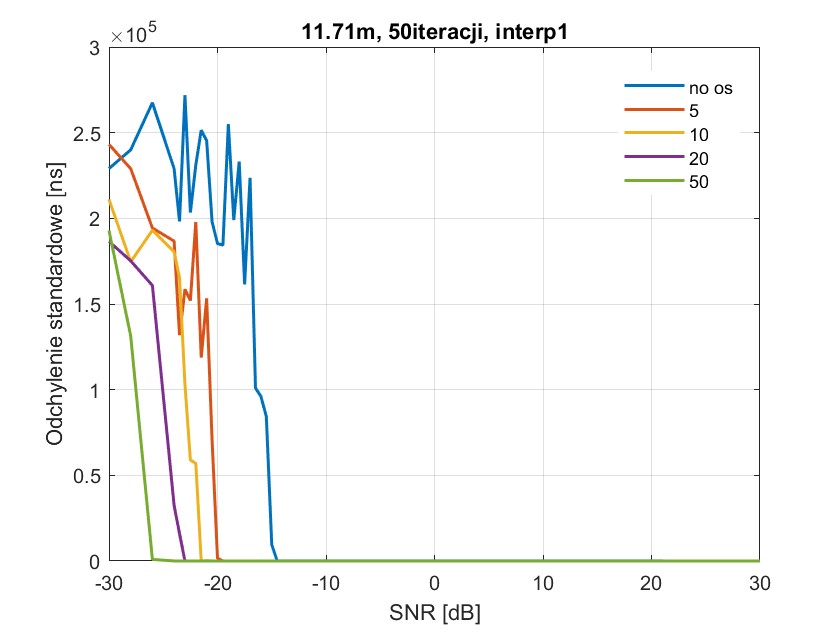 11.71m, 50iteracji, interp1
×10^5
3
2.5
2
1.5
1
0.5
0
Odchylenie standardowe [ns]
no os
5
10
20
50
-30 -20 -10 0 10 20 30
SNR [dB]